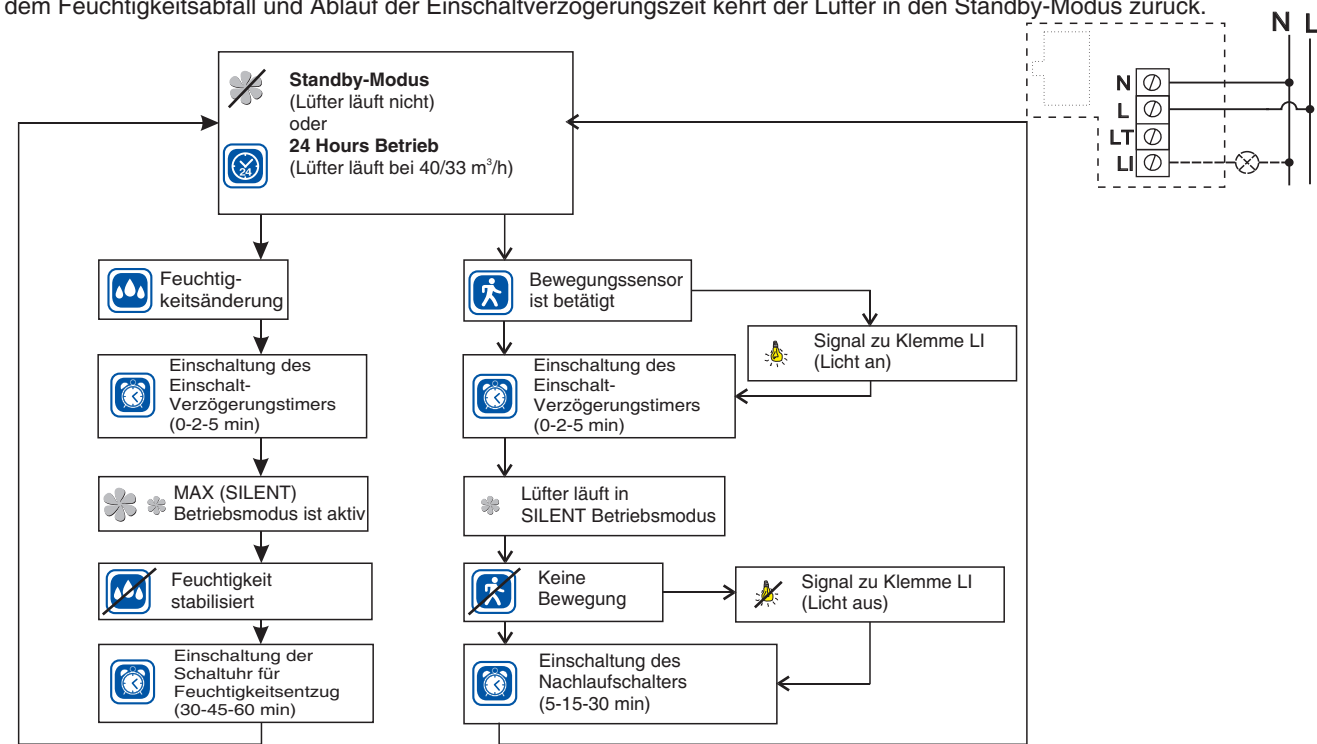 dem Feuchtigkeitsabfall und Ablauf der Einschaltverzögerungszeit kehrt der Lüfter in den Standby-Modus zurück.
N L
Standby-Modus
(Lüfter läuft nicht)
oder
24 Hours Betrieb
(Lüfter läuft bei 40/33 m³/h)
24
N
L
LT
LI
Feuchtig-
keitsänderung
Bewegungssensor
ist betätigt
Signal zu Klemme LI
(Licht an)
Einschaltung des
Einschalt-
Verzögerungstimers
(0-2-5 min)
Einschaltung des
Einschalt-
Verzögerungstimers
(0-2-5 min)
MAX (SILENT)
Betriebsmodus ist aktiv
Lüfter läuft in
SILENT Betriebsmodus
Feuchtigkeit
stabilisiert
Keine
Bewegung
Signal zu Klemme LI
(Licht aus)
Einschaltung der
Schaltuhr für
Feuchtigkeitsentzug
(30-45-60 min)
Einschaltung des
Nachlaufschalters
(5-15-30 min)